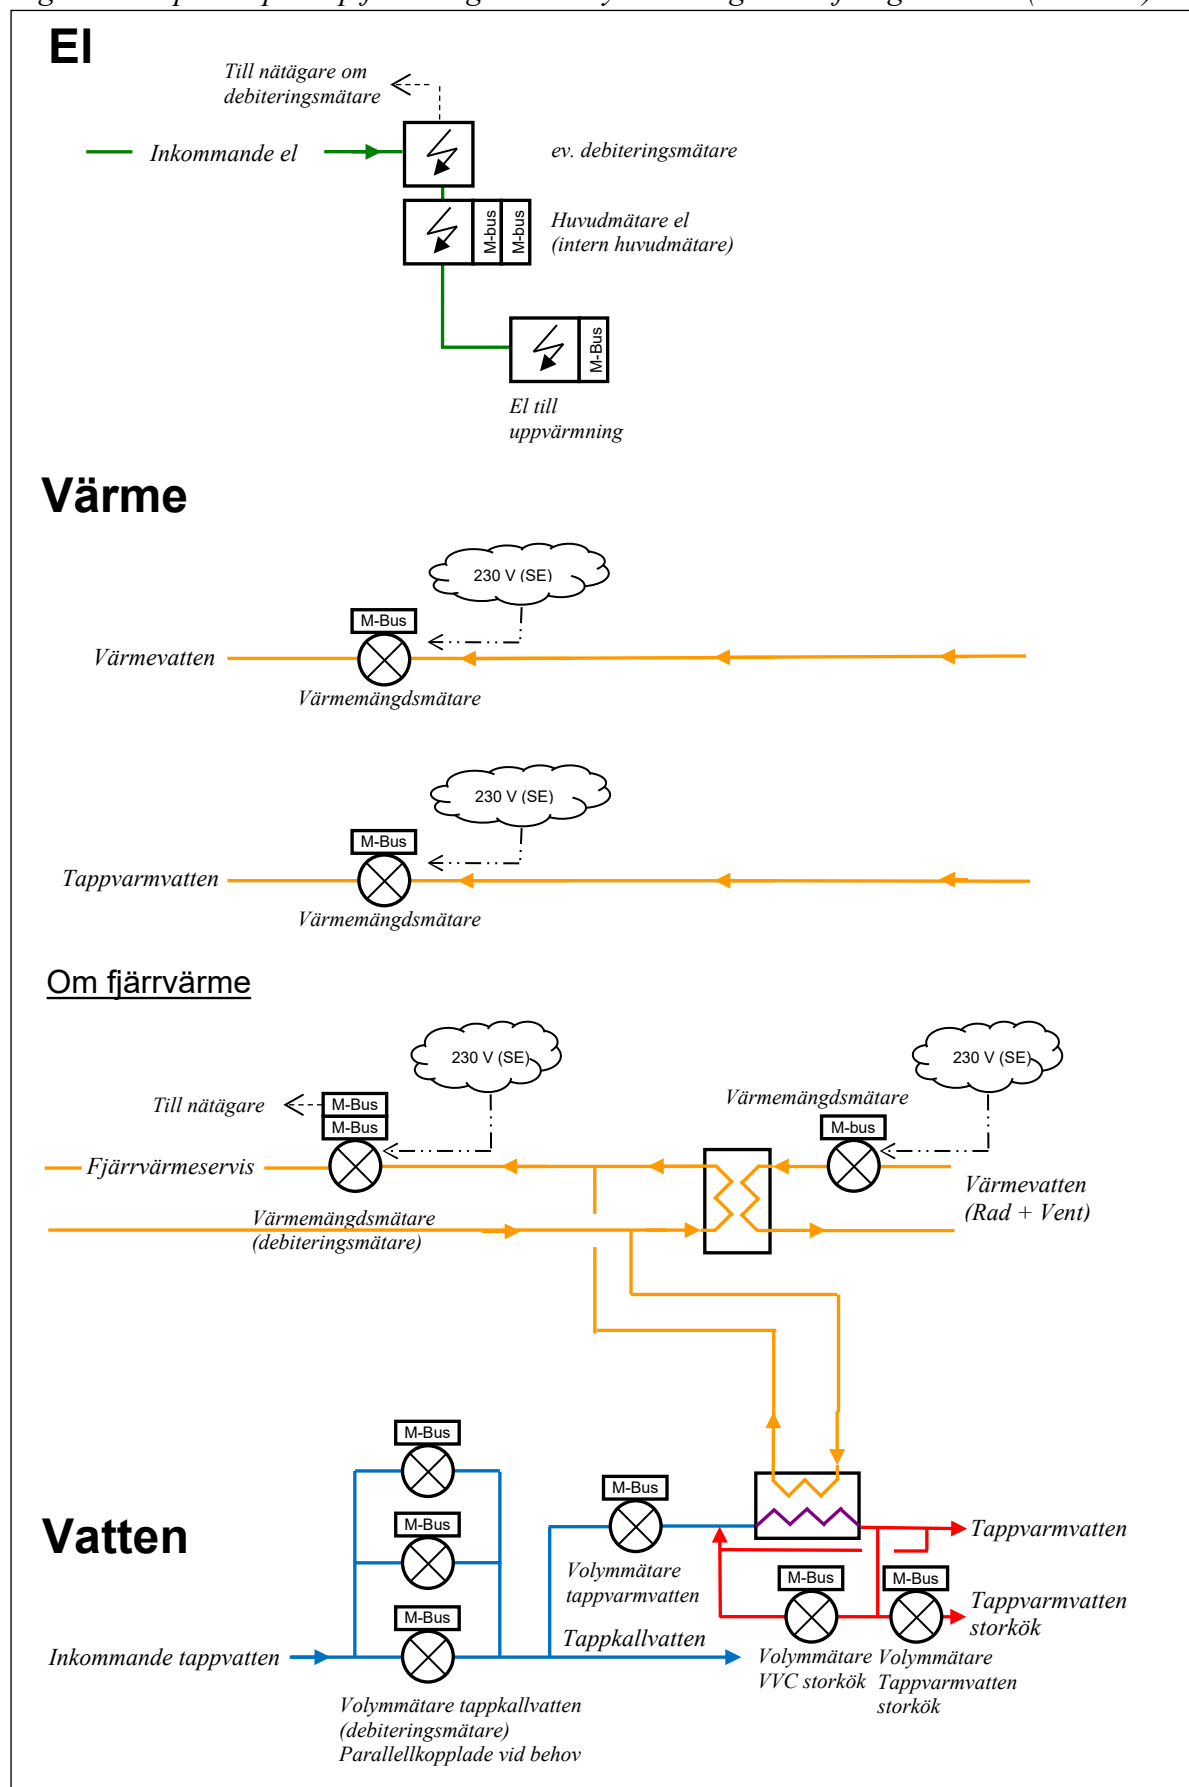 El
Till nätägare om
debiteringsmätare
Inkommande el
ev. debiteringsmätare
Huvudmätare el
(intern huvudmätare)
M-bus
M-bus
M-Bus
El till
uppvärmning
Värme
230 V (SE)
M-Bus
Värmevatten
Värmemängdsmätare
230 V (SE)
M-Bus
Tappvarmvatten
Värmemängdsmätare
Om fjärrvärme
230 V (SE)
230 V (SE)
Till nätägare
M-Bus
M-Bus
Värmemängdsmätare
M-bus
Fjärrvärmeservis
Värmevatten
(Rad + Vent)
Värmemängdsmätare
(debiteringsmätare)
M-Bus
M-Bus
M-Bus
Vatten
M-Bus
Tappvarmvatten
Volymmätare
tappvarmvatten
M-Bus
M-Bus
Tappvarmvatten
storkök
Inkommande tappvatten
Tappkallvatten
Volymmätare
VVC storkök
Volymmätare
Tappvarmvatten
storkök
Volymmätare tappkallvatten
(debiteringsmätare)
Parallellkopplade vid behov